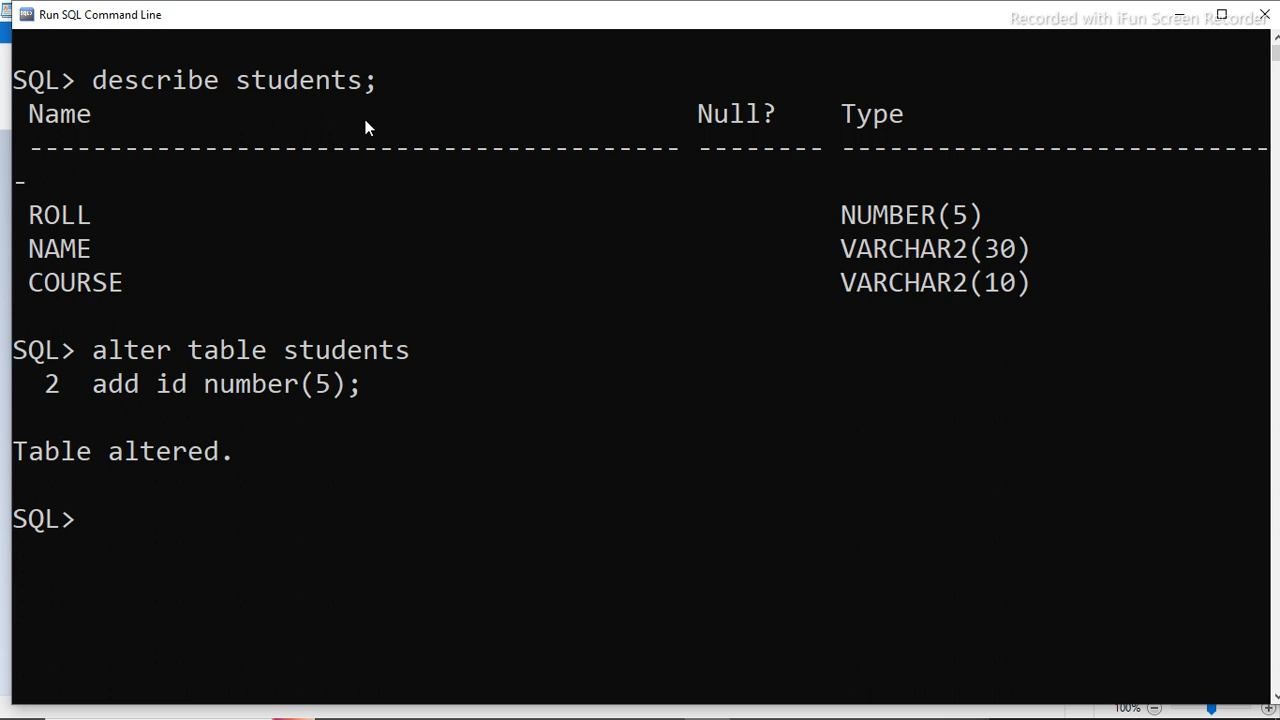 Run SQL Command Line
Recorded with iFun Screen Recorder
SQL> describe students;
Name Null? Type
----------------------------------------- -------- ---------------------------
-
ROLL NUMBER(5)
NAME VARCHAR2(30)
COURSE VARCHAR2(10)
SQL> alter table students
2 add id number(5);
Table altered.
SQL>
100%